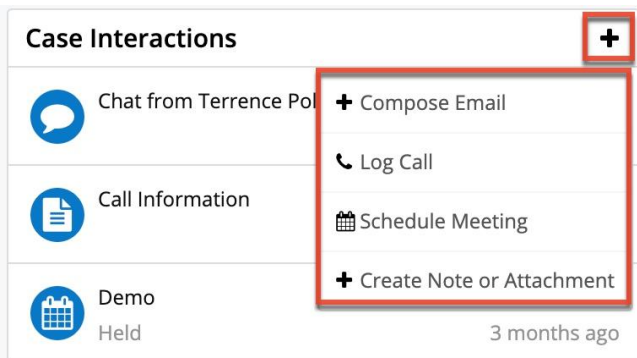 Case Interactions
Chat from Terrence Pol
Compose Email
Log Call
Call Information
Schedule Meeting
Create Note or Attachment
Demo
Held
3 months ago